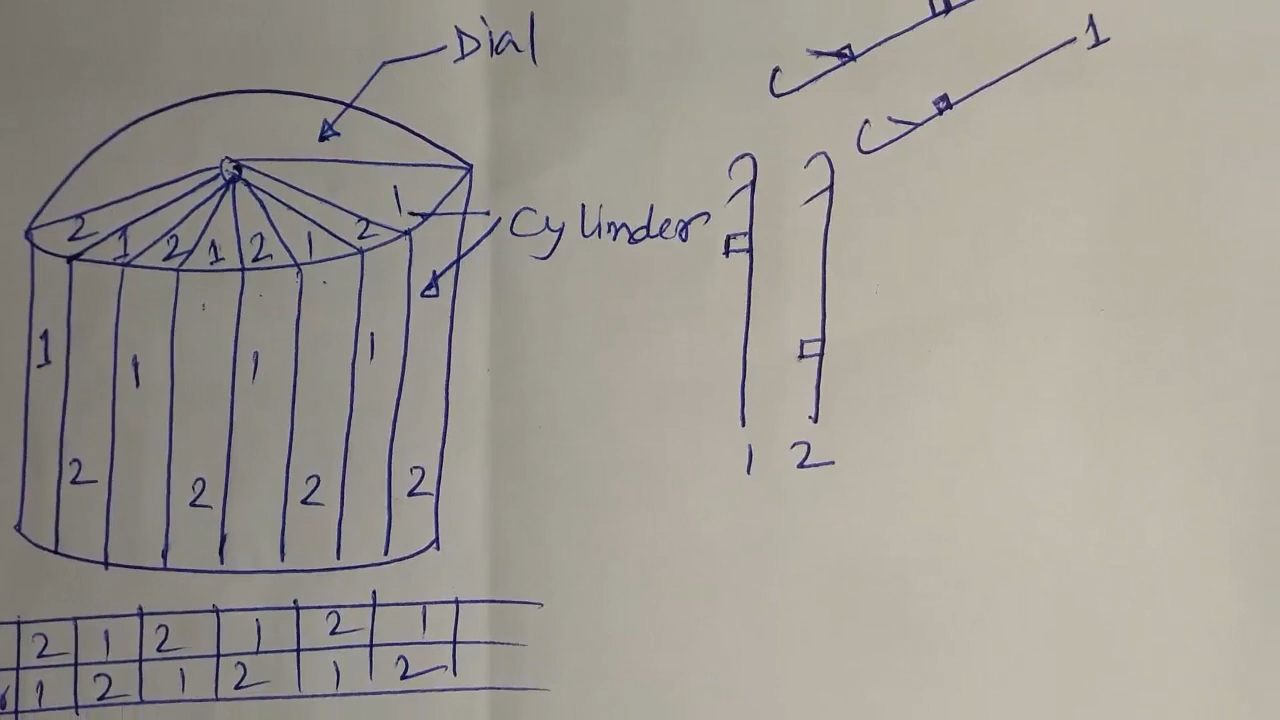 Dial
1
1
Cylinder
2 1 2 1 2 1 2
1 1 1 1
2 2 2 2
1 2
2 1 2 1 2 1
1 2 1 2 1 2